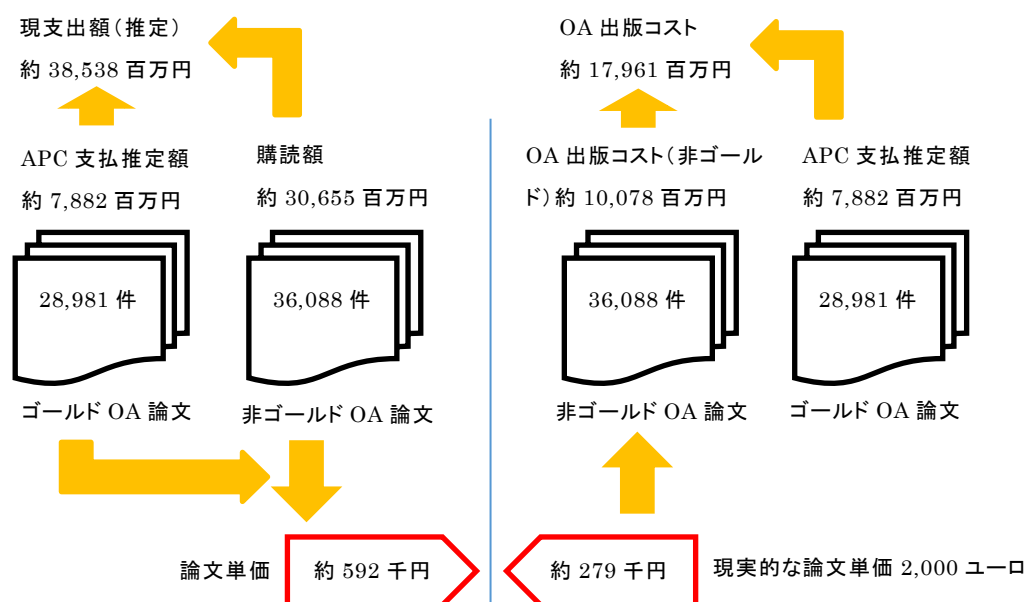 現支出額（推定）
約 38,538 百万円
APC 支払推定額
約 7,882 百万円
購読額
約 30,655 百万円
28,981 件
36,088 件
ゴールド OA 論文
非ゴールド OA 論文
論文単価
約 592 千円
OA 出版コスト
約 17,961 百万円
OA 出版コスト（非ゴール
ド）約 10,078 百万円
APC 支払推定額
約 7,882 百万円
36,088 件
28,981 件
非ゴールド OA 論文
ゴールド OA 論文
約 279 千円
現実的な論文単価 2,000 ユーロ